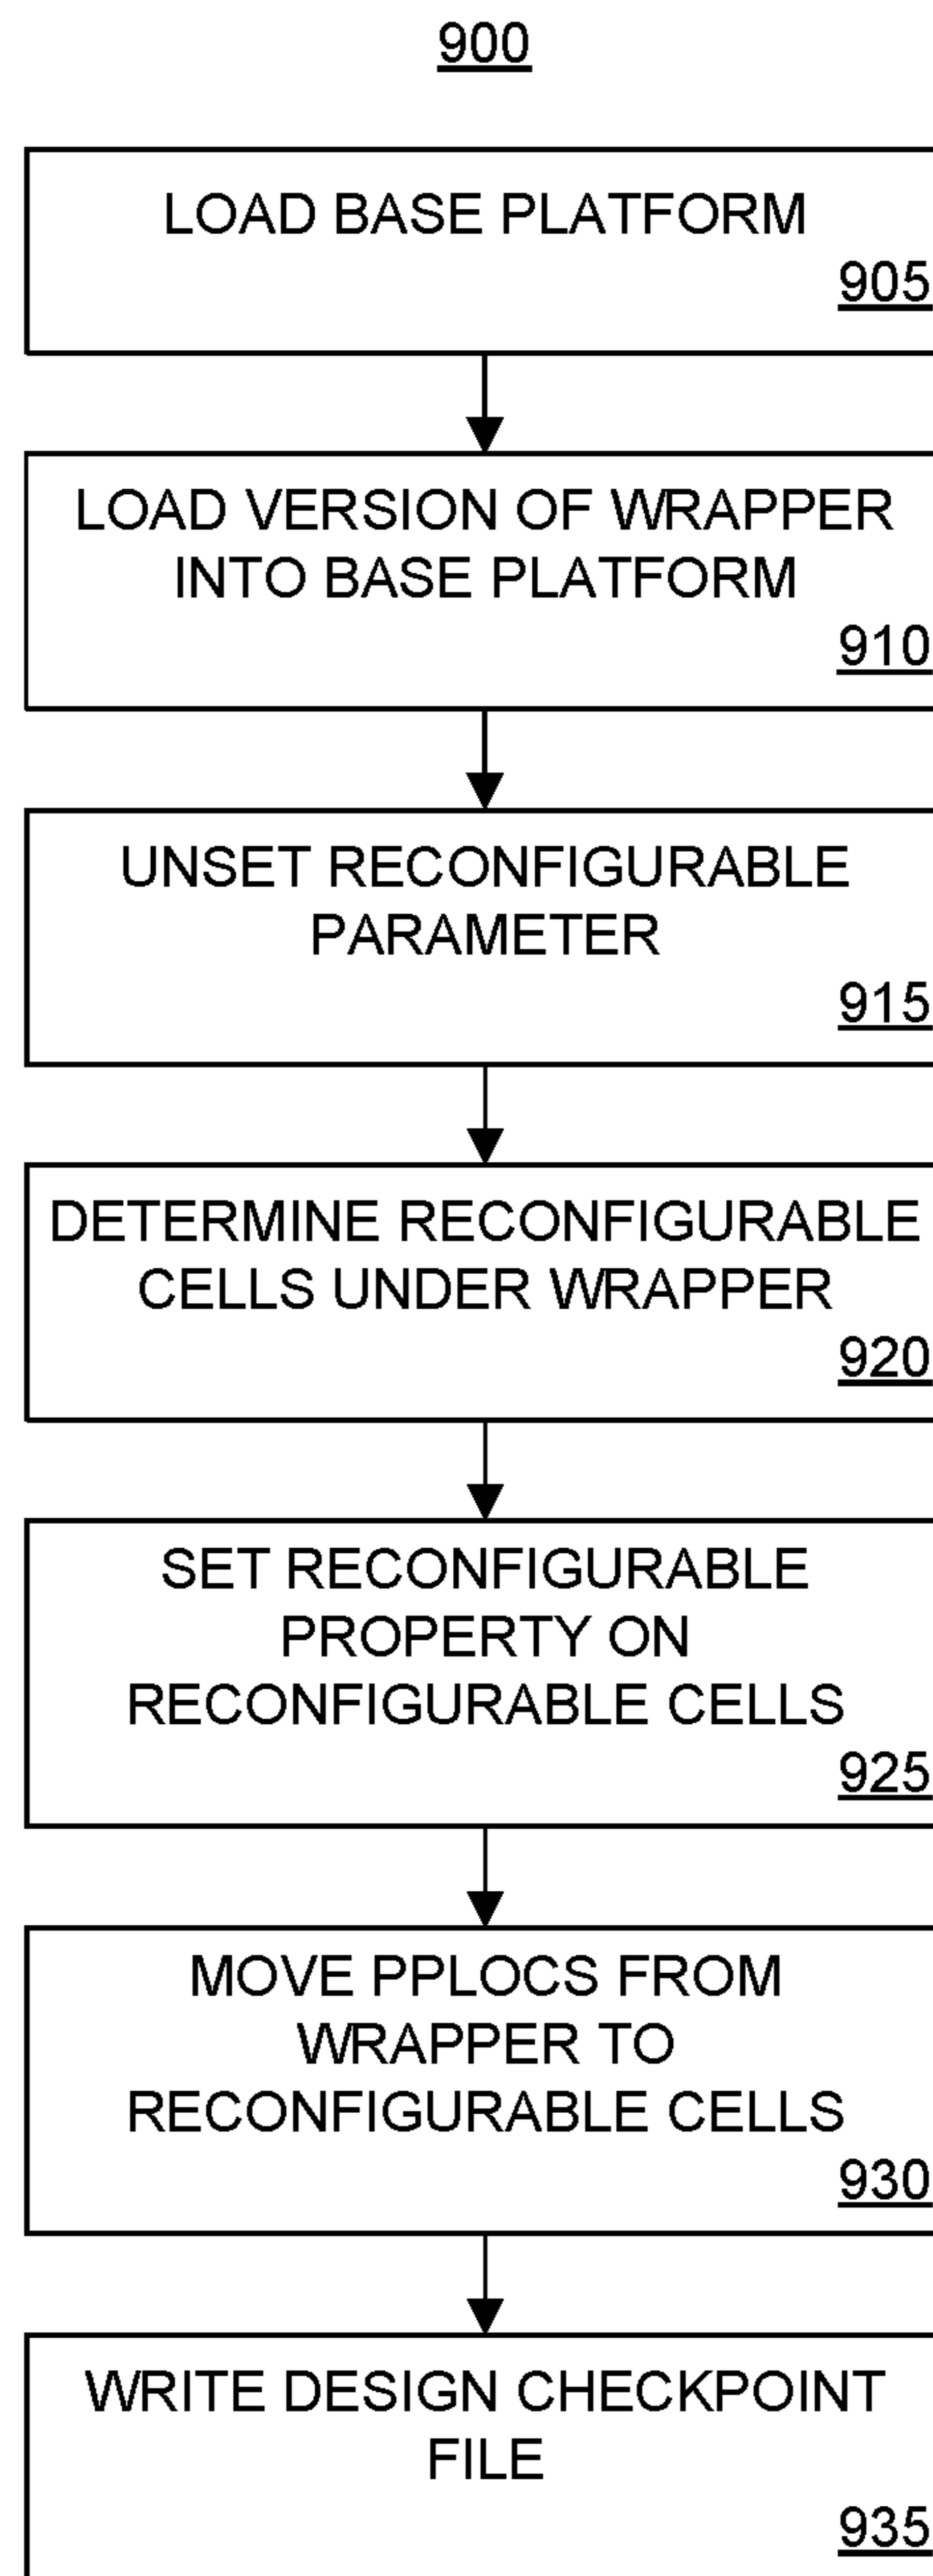 900
LOAD BASE PLATFORM
905
LOAD VERSION OF WRAPPER
INTO BASE PLATFORM
910
UNSET RECONFIGURABLE
PARAMETER
915
DETERMINE RECONFIGURABLE
CELLS UNDER WRAPPER
920
SET RECONFIGURABLE
PROPERTY ON
RECONFIGURABLE CELLS
925
MOVE PPLOCS FROM
WRAPPER TO
RECONFIGURABLE CELLS
930
WRITE DESIGN CHECKPOINT
FILE
935